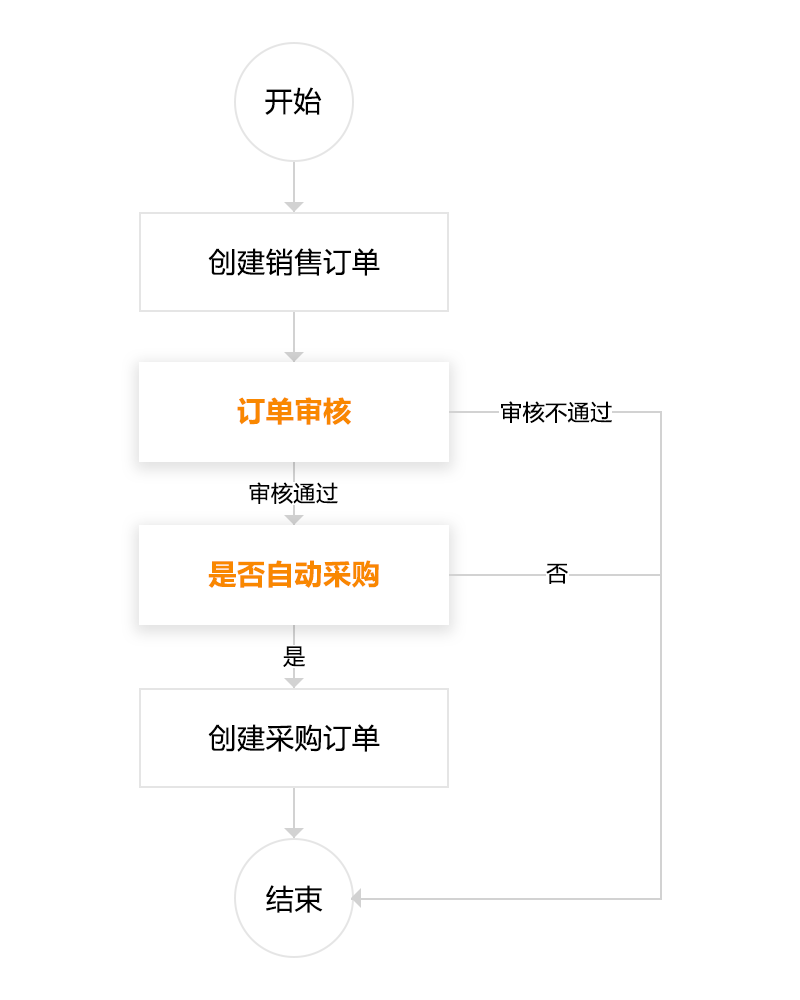 开始
创建销售订单
订单审核
审核不通过
审核通过
是否自动采购
否
是
创建采购订单
结束